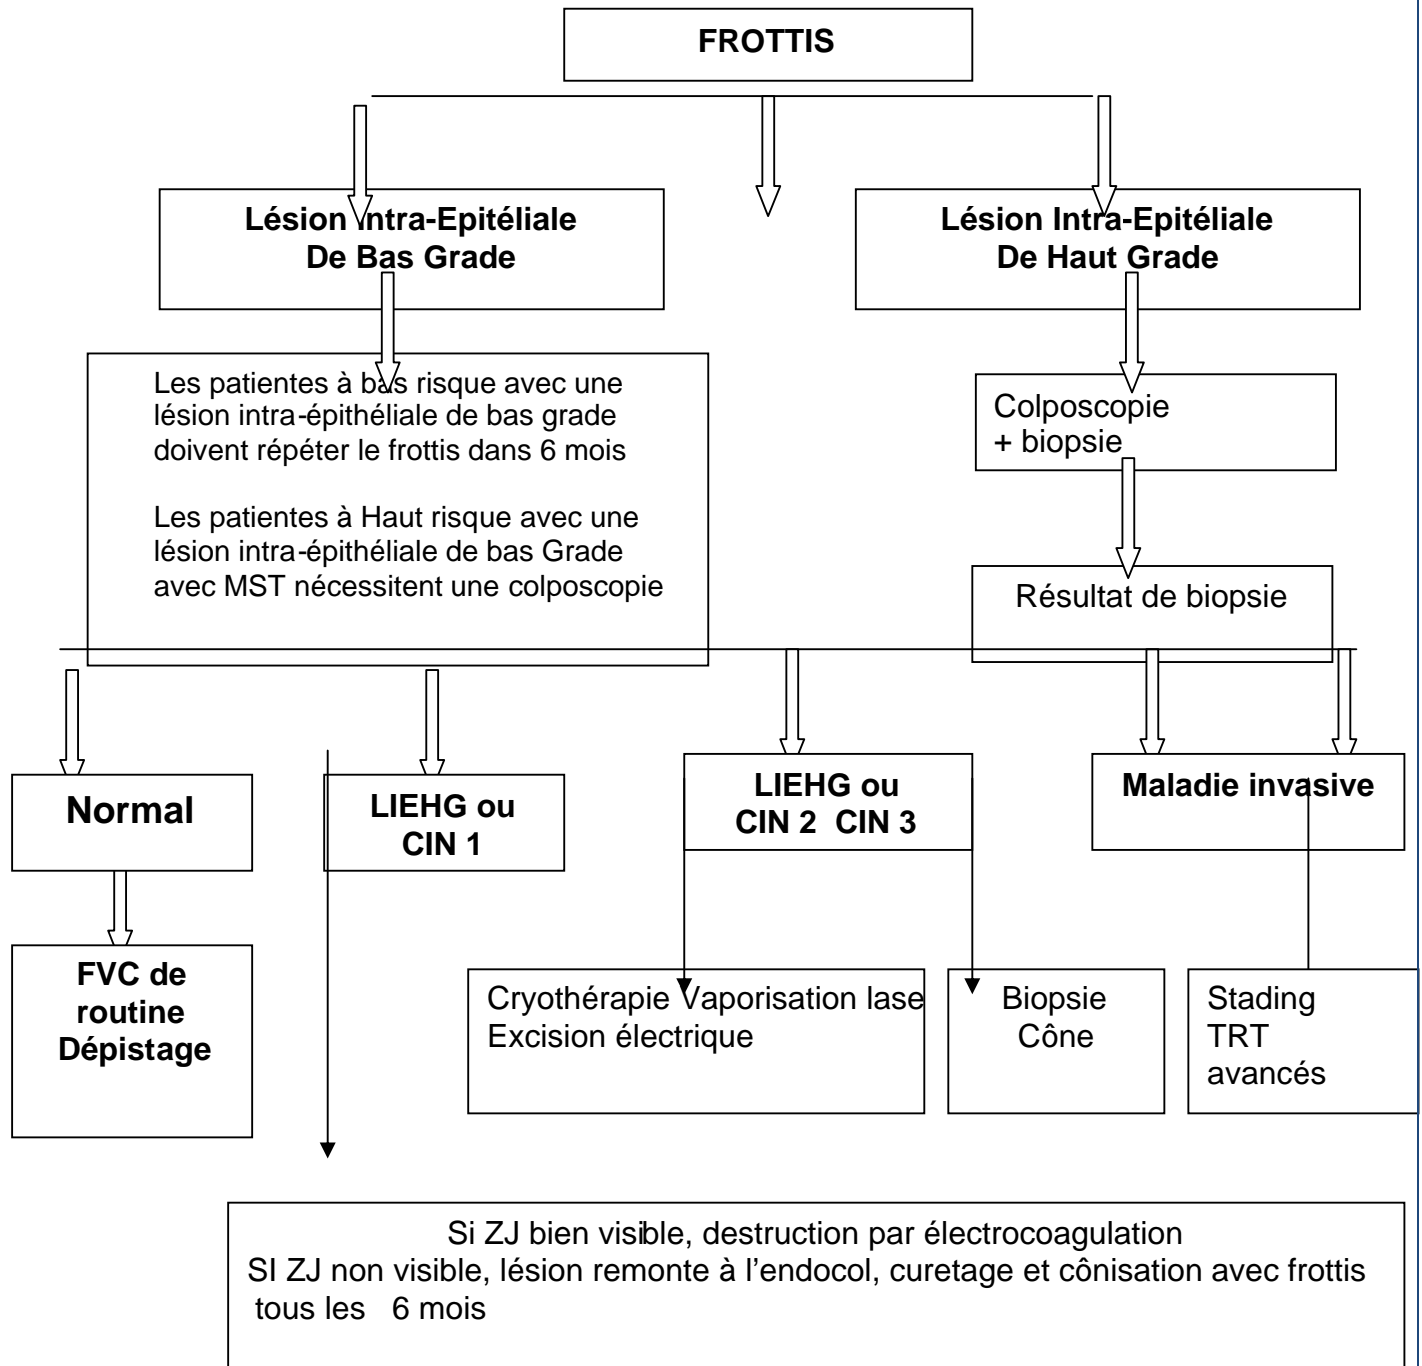 FROTTIS
Lésion Intra-Epitéliale
De Bas Grade
Lésion Intra-Epitéliale
De Haut Grade
Les patientes à bas risque avec une
lésion intra-épithéliale de bas grade
doivent répéter le frottis dans 6 mois
Les patientes à Haut risque avec une
lésion intra-épithéliale de bas Grade
avec MST nécessitent une colposcopie
Colposcopie
+ biopsie
Résultat de biopsie
Normal
LIEHG ou
CIN 1
LIEHG ou
CIN 2 CIN 3
Maladie invasive
FVC de
routine
Dépistage
Cryothérapie Vaporisation lase
Excision électrique
Biopsie
Cône
Stading
TRT
avancés
Si ZJ bien visible, destruction par électrocoagulation
SI ZJ non visible, lésion remonte à l'endocol, curetage et cônisation avec frottis
tous les 6 mois